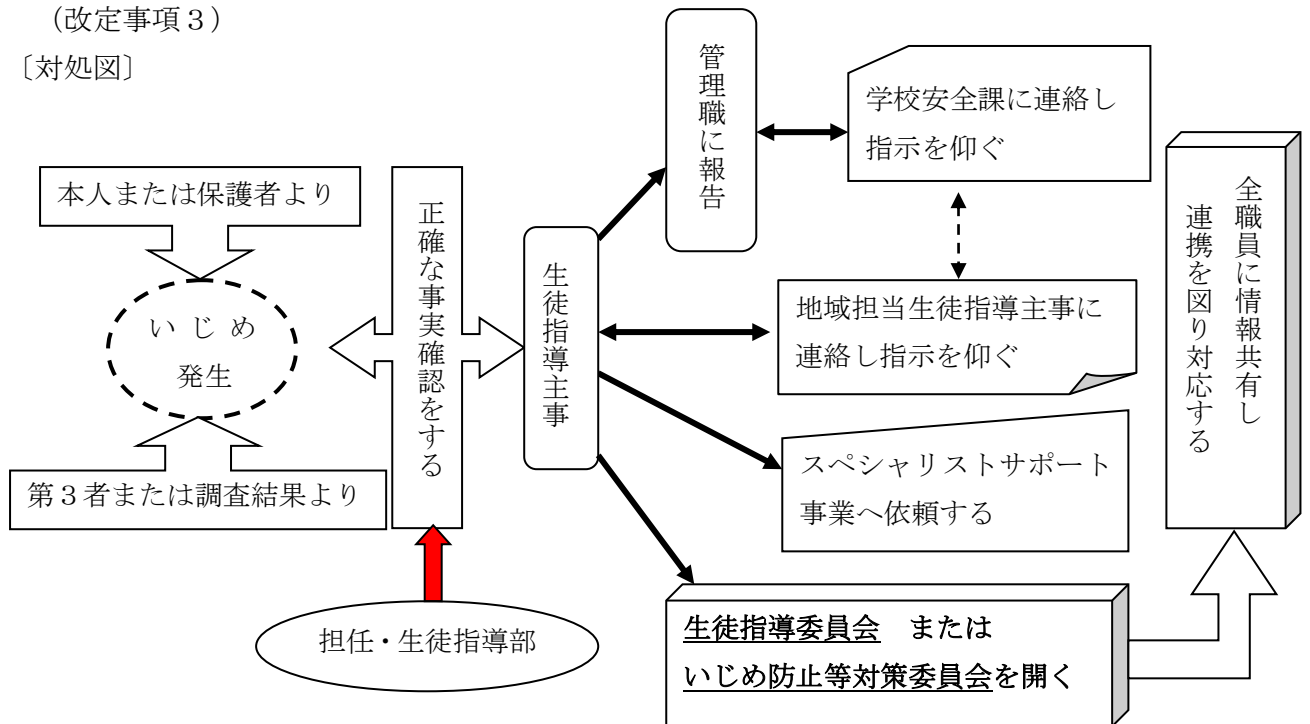 （改定事項３）
〔対処図〕
本人または保護者より
いじめ
発生
第３者または調査結果より
正確な事実確認をする
担任・生徒指導部
生徒指導主事
管理職に報告
学校安全課に連絡し
指示を仰ぐ
地域担当生徒指導主事に
連絡し指示を仰ぐ
スペシャリストサポート
事業へ依頼する
生徒指導委員会　または
いじめ防止等対策委員会を開く
全職員に情報共有し
連携を図り対応する